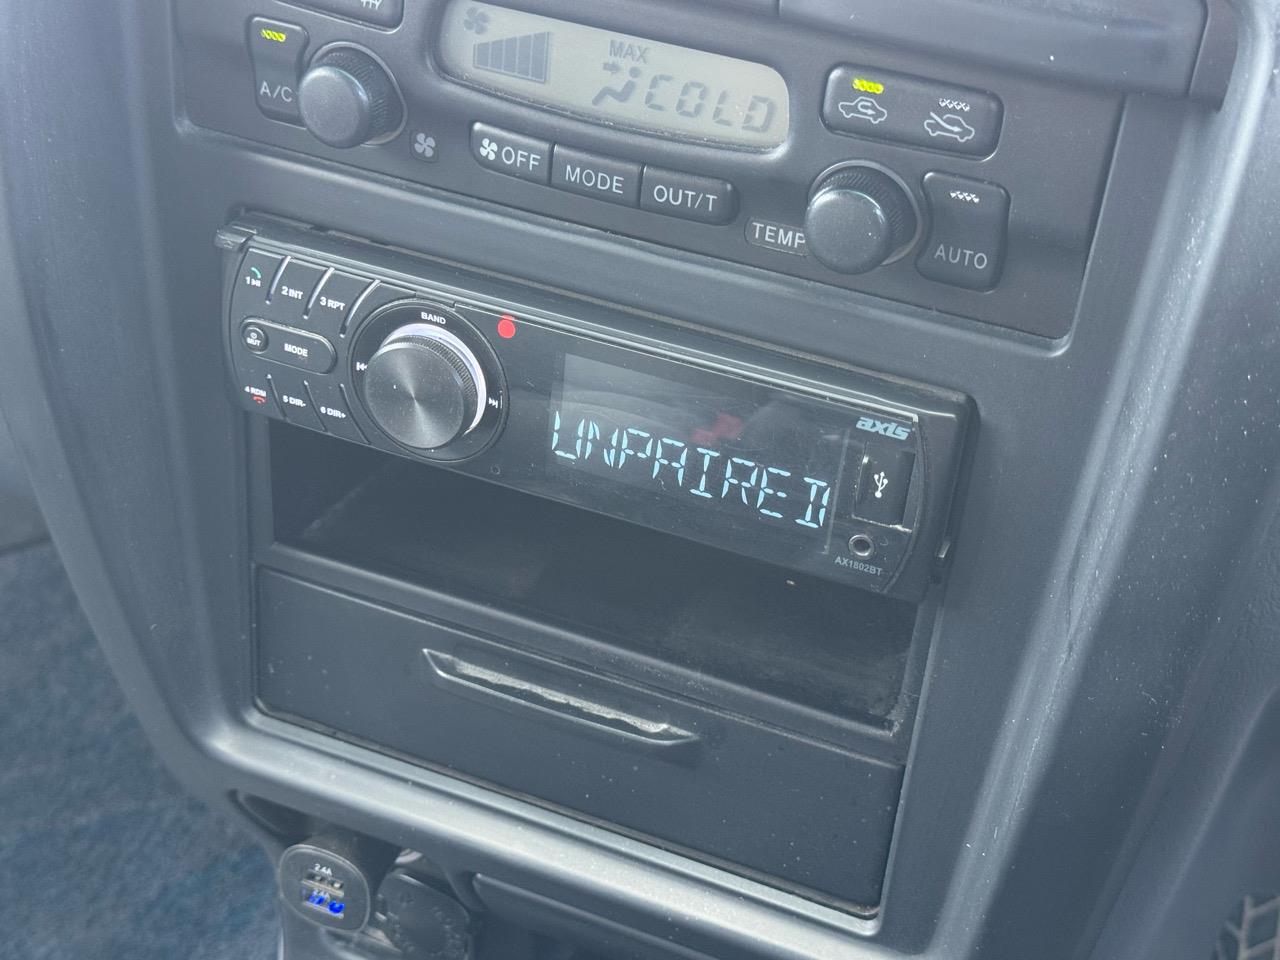 MAX
COLD
A/C
OFF
MODE
OUT/T
TEMP
AUTO
BAND
1
2 INT
3 RPT
MUT
MODE
4 RDM
5 DIR-
6 DIR+
axis
UNPAIRED
AX1802BT
2.4A